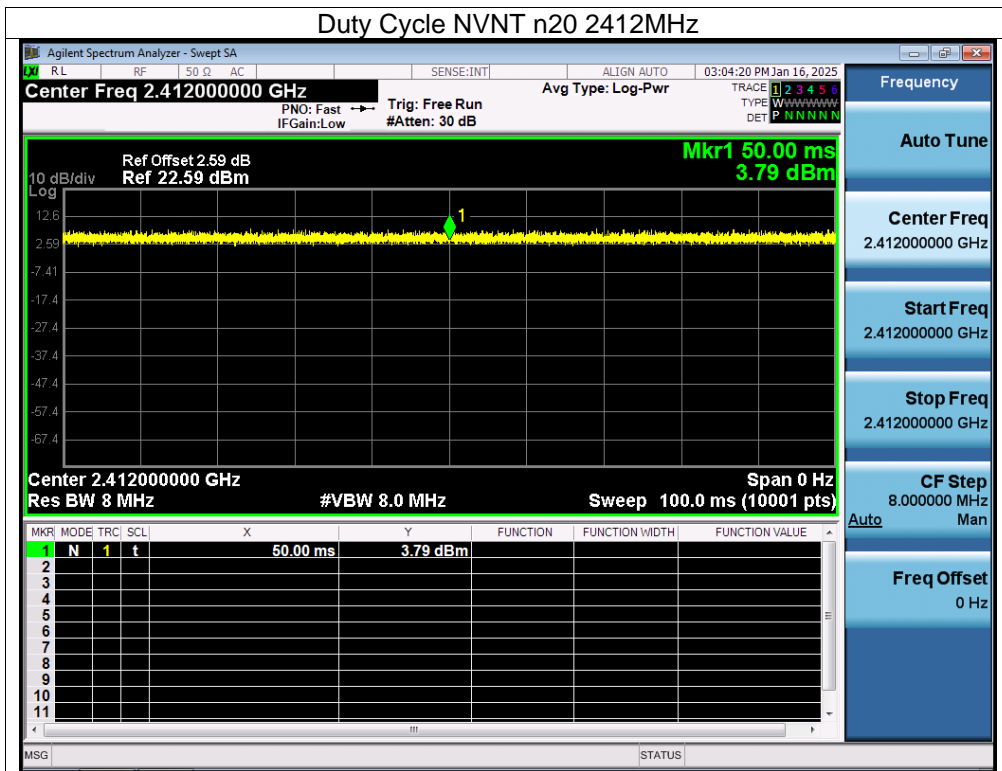 Duty Cycle NVNT n20 2412MHz
Agilent Spectrum Analyzer - Swept SA
LXI RL RF 50 Ω AC SENSE:INT ALIGN AUTO 03:04:20 PM Jan 16, 2025
Center Freq 2.412000000 GHz
PNO: Fast
IFGain:Low
Trig: Free Run
#Atten: 30 dB
Avg Type: Log-Pwr
TRACE 1 2 3 4 5 6
TYPE W W W W W W
DET P N N N N N
Frequency
Mkr1 50.00 ms
3.79 dBm
Ref Offset 2.59 dB
10 dB/div Ref 22.59 dBm
Log
12.6
2.59
-7.41
-17.4
-27.4
-37.4
-47.4
-57.4
-67.4
1
Center 2.412000000 GHz Span 0 Hz
Res BW 8 MHz #VBW 8.0 MHz Sweep 100.0 ms (10001 pts)
MKR MODE TRC SCL X Y FUNCTION FUNCTION WIDTH FUNCTION VALUE
1 N 1 t 50.00 ms 3.79 dBm
2
3
4
5
6
7
8
9
10
11
Auto Tune
Center Freq
2.412000000 GHz
Start Freq
2.412000000 GHz
Stop Freq
2.412000000 GHz
CF Step
8.000000 MHz
Auto Man
Freq Offset
0 Hz
MSG STATUS